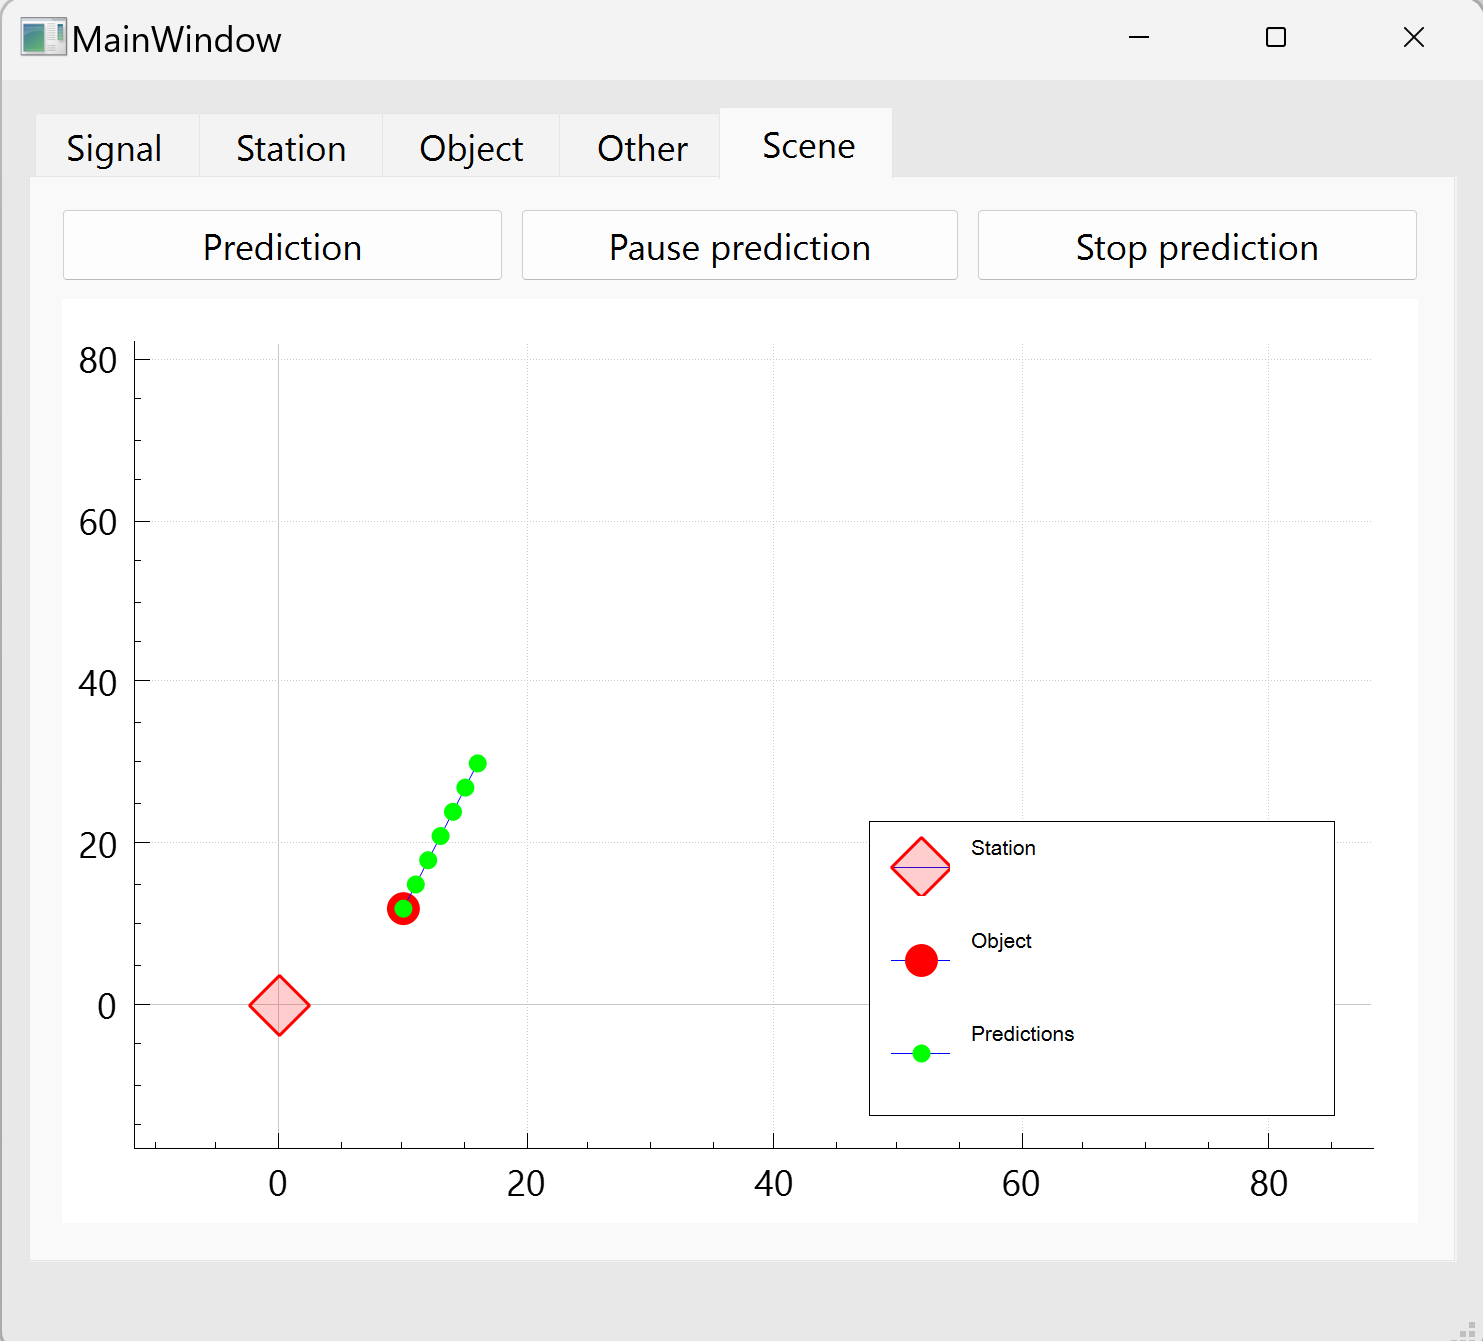 MainWindow
Signal Station Object Other Scene
Prediction Pause prediction Stop prediction
80
60
40
20
0
Station
Object
Predictions
0 20 40 60 80